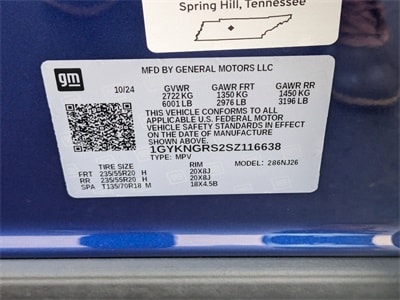 Spring Hill, Tennessee
gm
MFD BY GENERAL MOTORS LLC
10/24 GVWR GAWR FRT GAWR RR
2722 KG 1350 KG 1450 KG
6001 LB 2976 LB 3196 LB
THIS VEHICLE CONFORMS TO ALL
APPLICABLE U.S. FEDERAL MOTOR
VEHICLE SAFETY STANDARDS IN EFFECT
ON THE DATE OF MANUFACTURE
SHOWN ABOVE.
1GYKNGRS2SZ116638
TYPE: MPV MODEL: 286NJ26
TIRE SIZE RIM
FRT 235/55R20 H 20X8J
RR 235/55R20 H 20X8J
SPA T135/70R18 M 18X4.5B